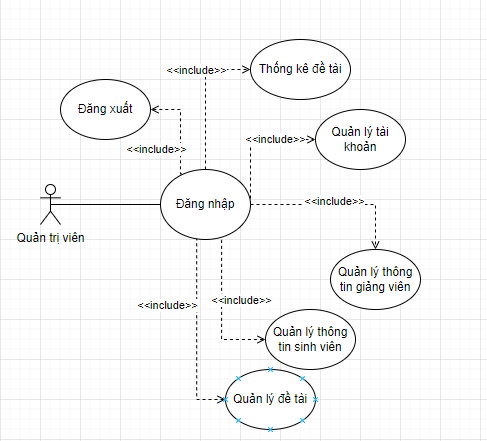 <<include>>
Thống kê đề tài
Đăng xuất
<<include>>
<<include>>
Quản lý tài
khoản
Quản trị viên
Đăng nhập
<<include>>
Quản lý thông
tin giảng viên
<<include>>
<<include>>
Quản lý thông
tin sinh viên
Quản lý đề tài